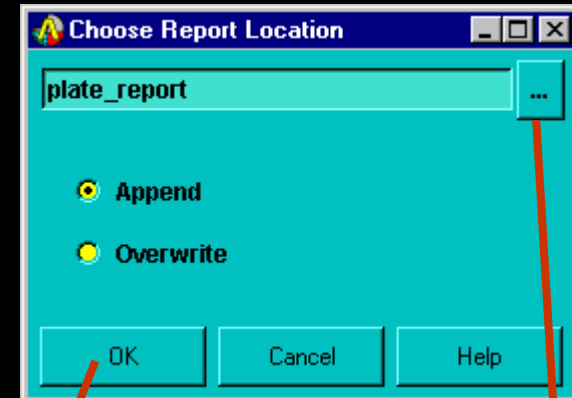 Choose Report Location
plate_report
...
Append
Overwrite
OK Cancel Help